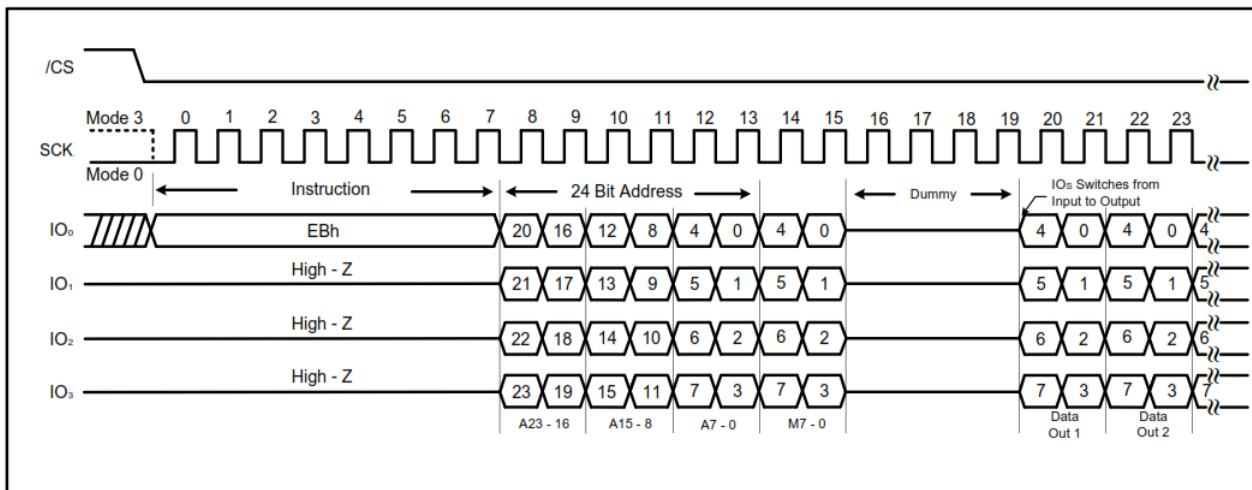 /CS
Mode 3 0 1 2 3 4 5 6 7 8 9 10 11 12 13 14 15 16 17 18 19 20 21 22 23
SCK
Mode 0
Instruction 24 Bit Address Dummy IOs Switches from
Input to Output
IO₀ EBh 20 16 12 8 4 0 4 0 4 0 4 0 4
High - Z
IO₁ 21 17 13 9 5 1 5 1 5 1 5 1 5
High - Z
IO₂ 22 18 14 10 6 2 6 2 6 2 6 2 6
High - Z
IO₃ 23 19 15 11 7 3 7 3 7 3 7 3 7
A23 - 16 A15 - 8 A7 - 0 M7 - 0 Data Data
Out 1 Out 2